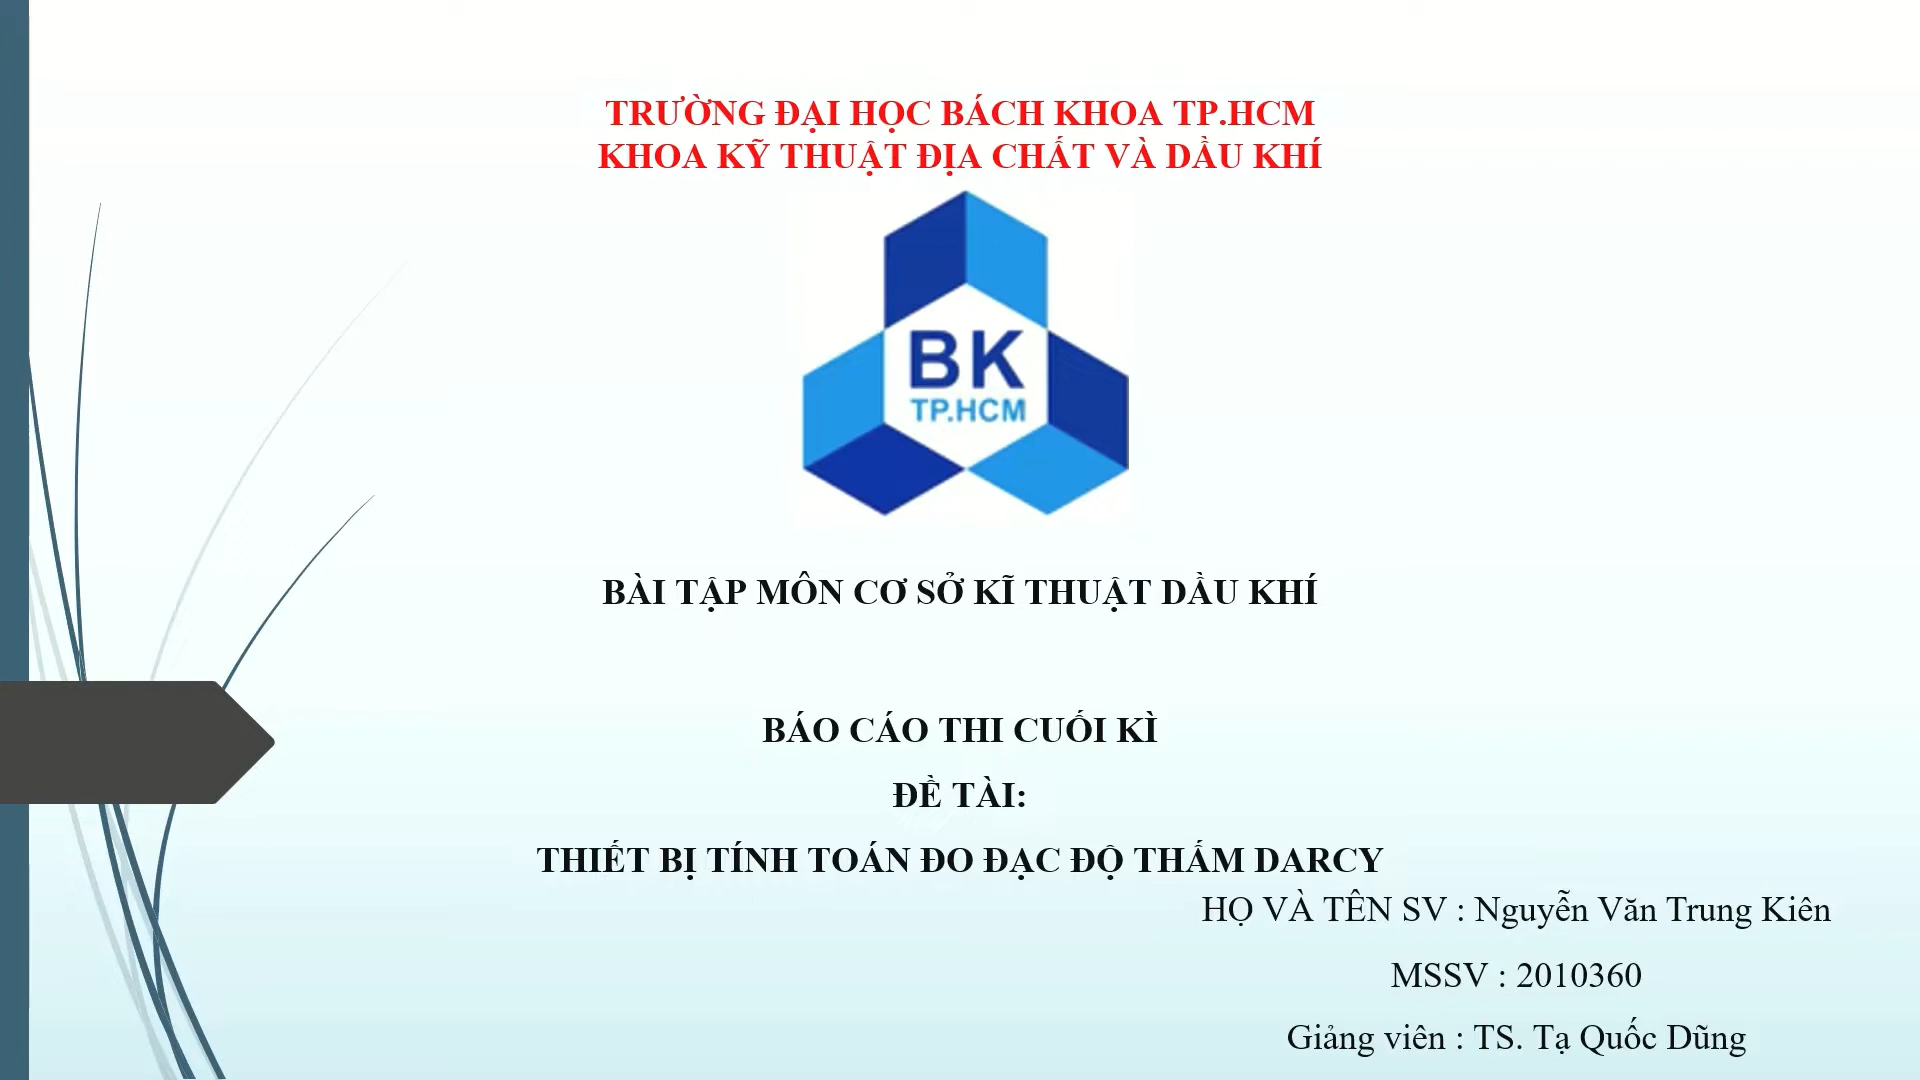 TRƯỜNG ĐẠI HỌC BÁCH KHOA TP.HCM
KHOA KỸ THUẬT ĐỊA CHẤT VÀ DẦU KHÍ
BK
TP.HCM
BÀI TẬP MÔN CƠ SỞ KĨ THUẬT DẦU KHÍ
BÁO CÁO THI CUỐI KÌ
ĐỀ TÀI:
THIẾT BỊ TÍNH TOÁN ĐO ĐẠC ĐỘ THẤM DARCY
HỌ VÀ TÊN SV : Nguyễn Văn Trung Kiên
MSSV : 2010360
Giảng viên : TS. Tạ Quốc Dũng